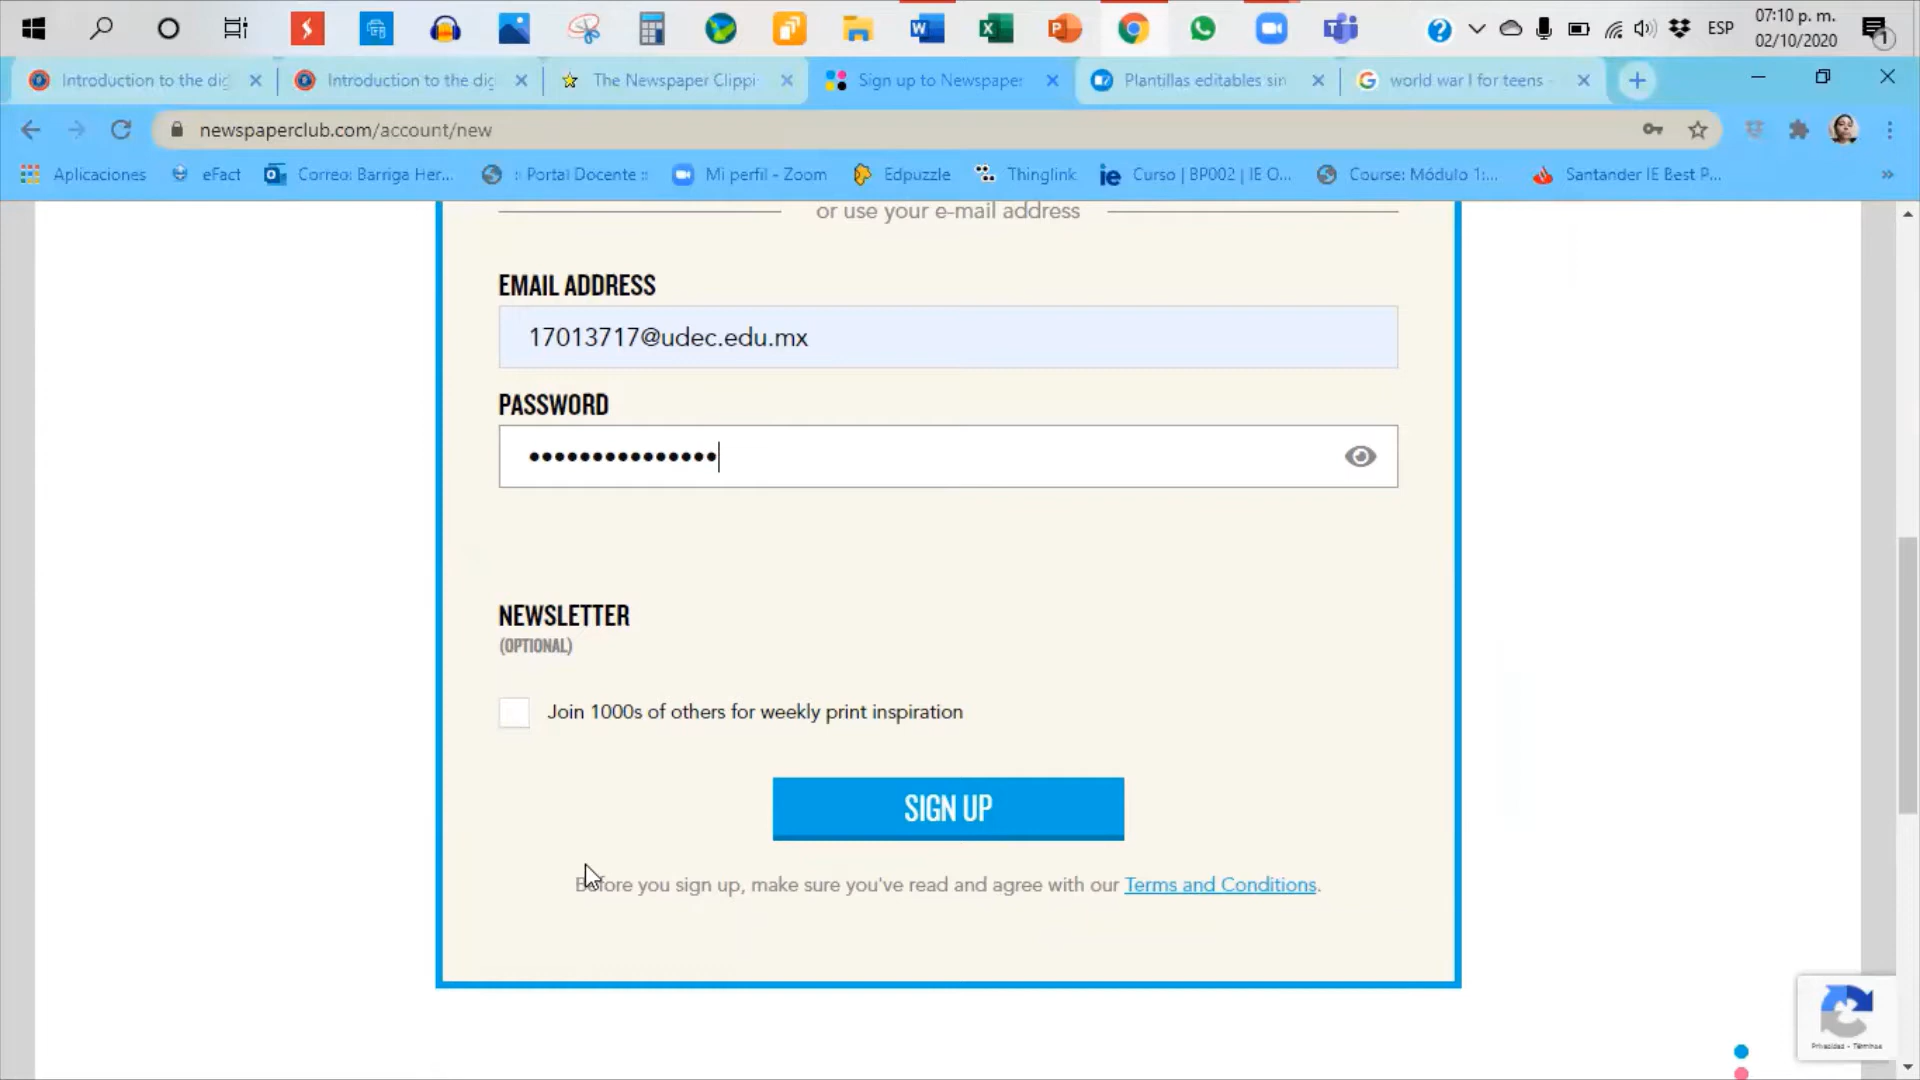 ESP
07:10 p. m.
02/10/2020
1
Introduction to the dig
Introduction to the dig
The Newspaper Clippi
Sign up to Newspaper
Plantillas editables sin
world war I for teens -
newspaperclub.com/account/new
Aplicaciones
eFact
Correo: Barriga Her...
:: Portal Docente ::
Mi perfil - Zoom
Edpuzzle
Thinglink
Curso | BP002 | IE O...
Course: Módulo 1:...
Santander IE Best P...
»
or use your e-mail address
EMAIL ADDRESS
17013717@udec.edu.mx
PASSWORD
NEWSLETTER
(OPTIONAL)
Join 1000s of others for weekly print inspiration
SIGN UP
Before you sign up, make sure you've read and agree with our Terms and Conditions.
Privacidad - Términos